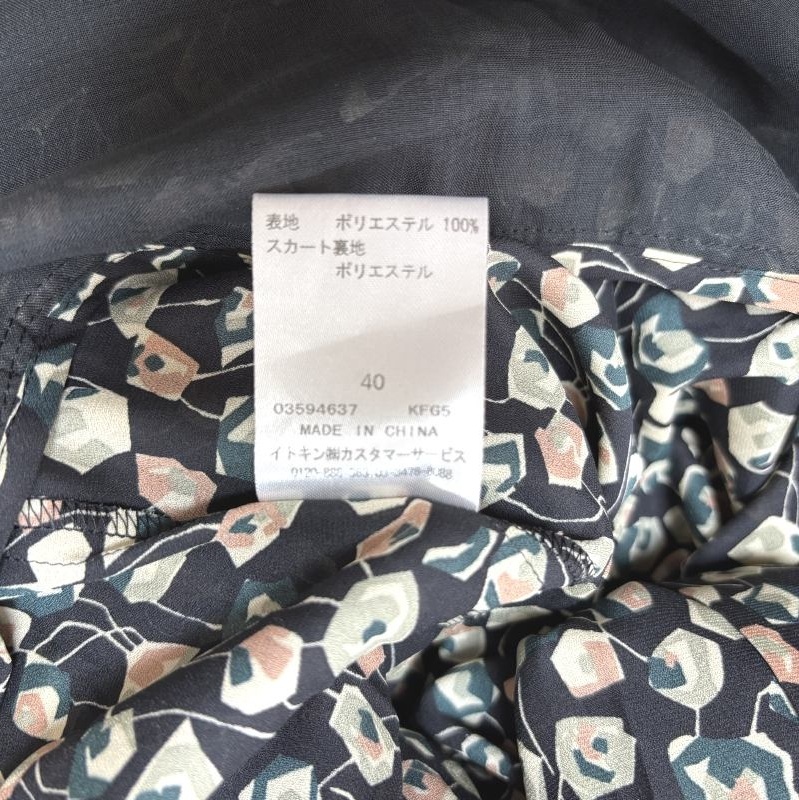 表地 ポリエステル 100%
スカート裏地
ポリエステル
40
03594637 KFG5
MADE IN CHINA
イトキン㈱カスタマーサービス